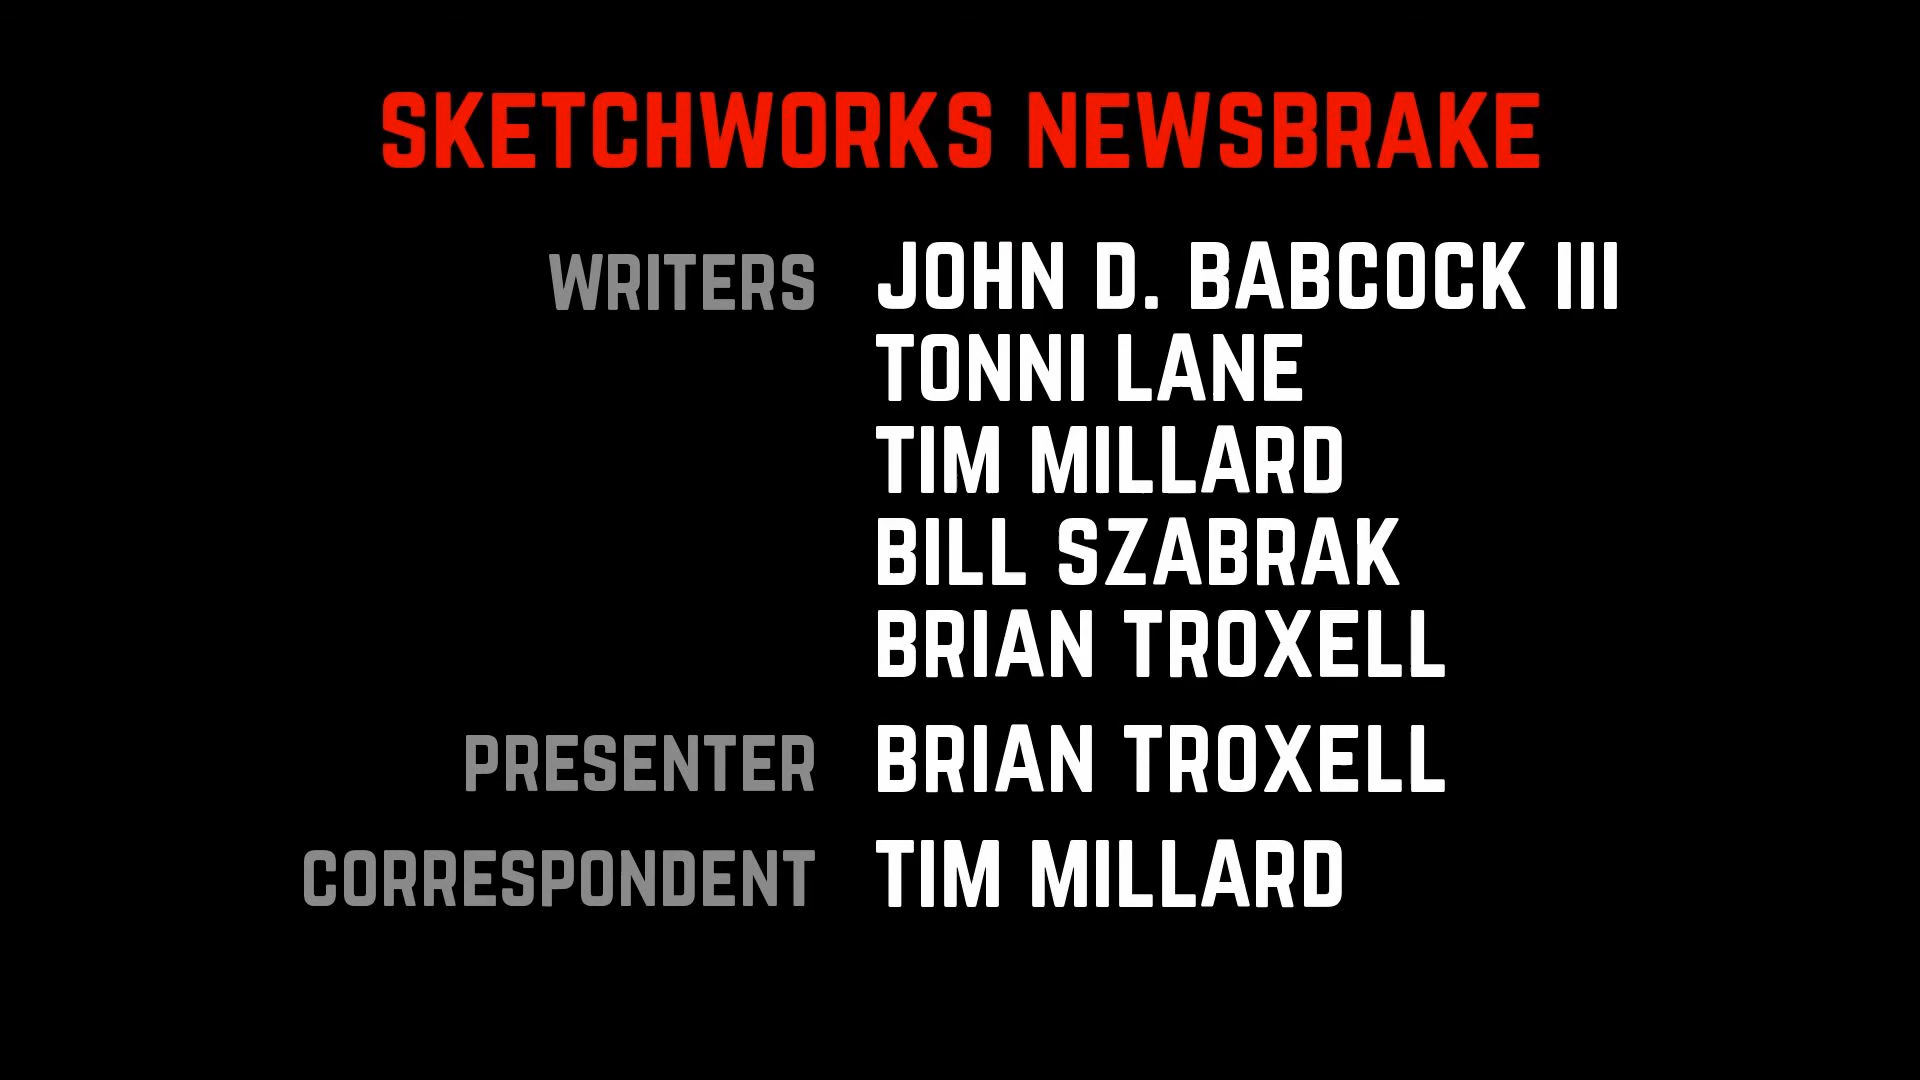 SKETCHWORKS NEWSBRAKE
WRITERS JOHN D. BABCOCK III
TONNI LANE
TIM MILLARD
BILL SZABRAK
BRIAN TROXELL
PRESENTER BRIAN TROXELL
CORRESPONDENT TIM MILLARD